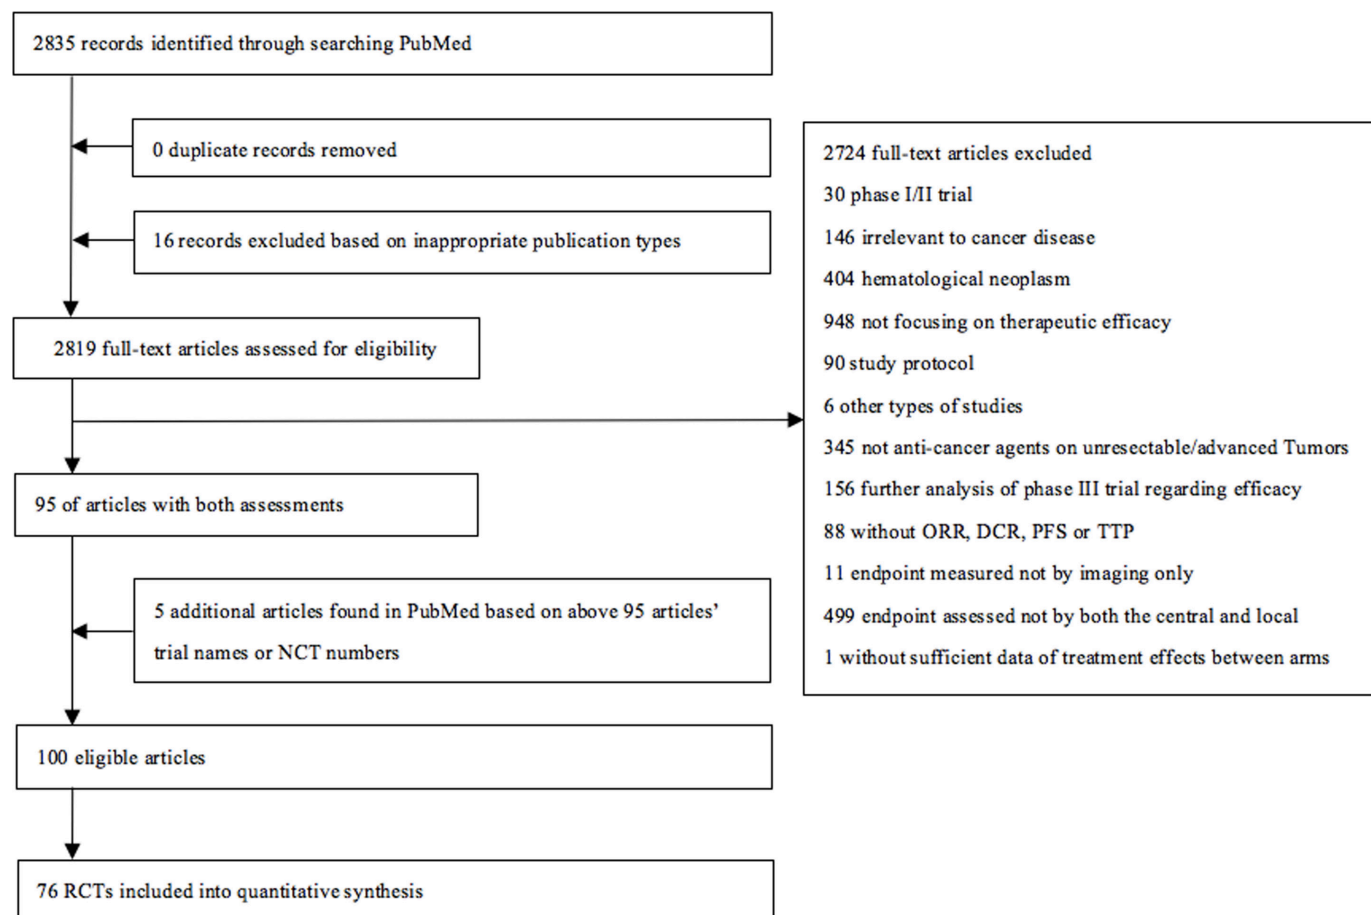 2835 records identified through searching PubMed
0 duplicate records removed
16 records excluded based on inappropriate publication types
2819 full-text articles assessed for eligibility
2724 full-text articles excluded
30 phase I/II trial
146 irrelevant to cancer disease
404 hematological neoplasm
948 not focusing on therapeutic efficacy
90 study protocol
6 other types of studies
345 not anti-cancer agents on unresectable/advanced Tumors
156 further analysis of phase III trial regarding efficacy
88 without ORR, DCR, PFS or TTP
11 endpoint measured not by imaging only
499 endpoint assessed not by both the central and local
1 without sufficient data of treatment effects between arms
95 of articles with both assessments
5 additional articles found in PubMed based on above 95 articles’
trial names or NCT numbers
100 eligible articles
76 RCTs included into quantitative synthesis